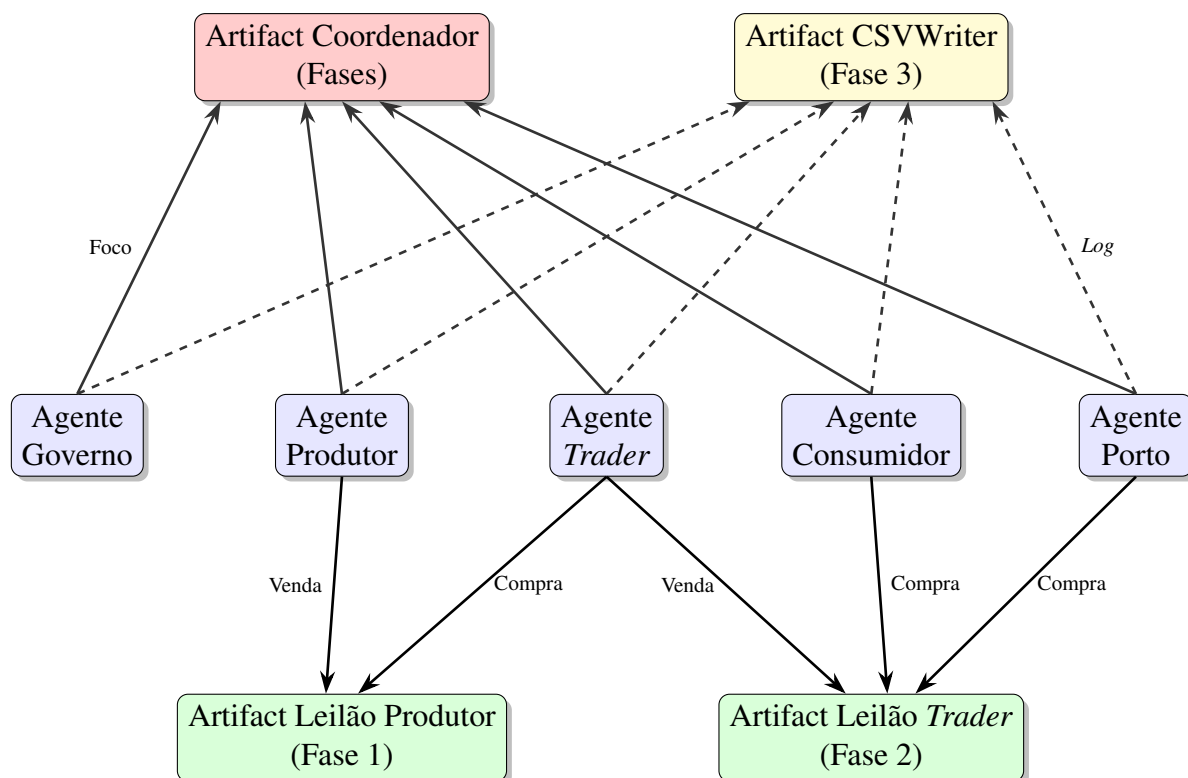 Artifact Coordenador
(Fases)
Artifact CSVWriter
(Fase 3)
Foco
Log
Agente
Governo
Agente
Produtor
Agente
Trader
Agente
Consumidor
Agente
Porto
Venda
Compra
Venda
Compra
Compra
Artifact Leilão Produtor
(Fase 1)
Artifact Leilão Trader
(Fase 2)